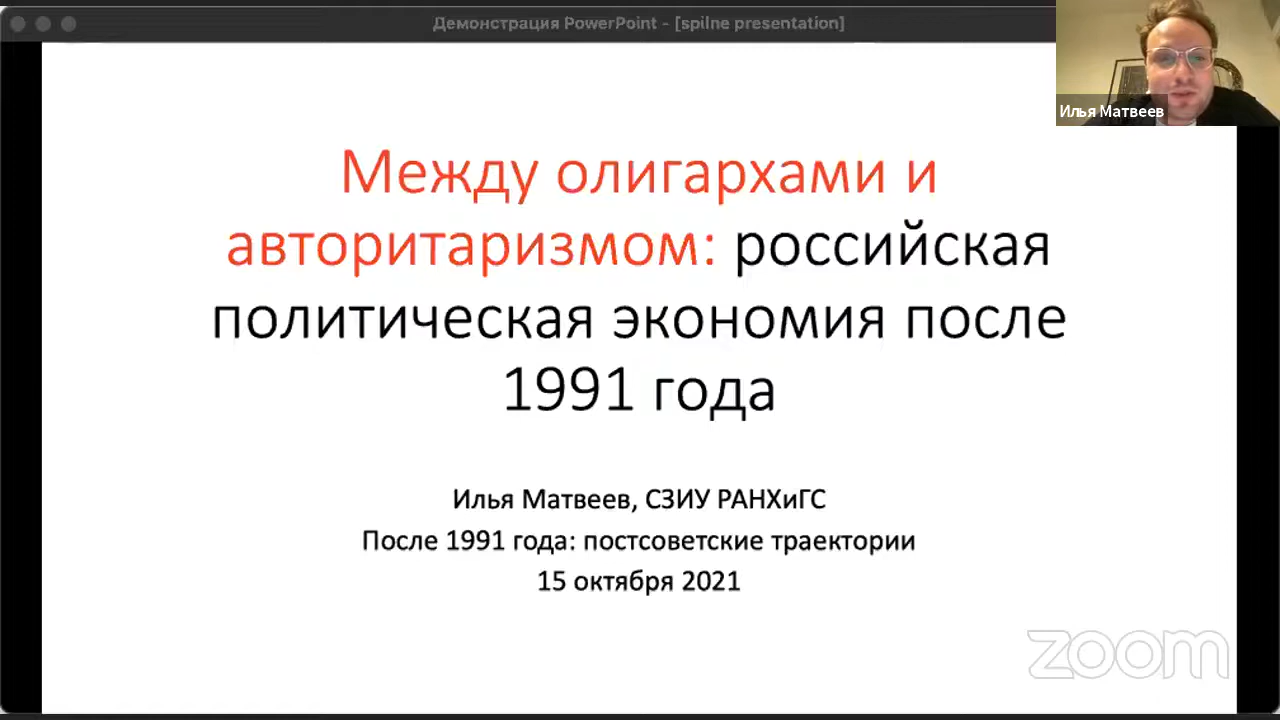 Демонстрация PowerPoint - [spilne presentation]
Илья Матвеев
Между олигархами и
авторитаризмом: российская
политическая экономия после
1991 года
Илья Матвеев, СЗИУ РАНХиГС
После 1991 года: постсоветские траектории
15 октября 2021
zoom